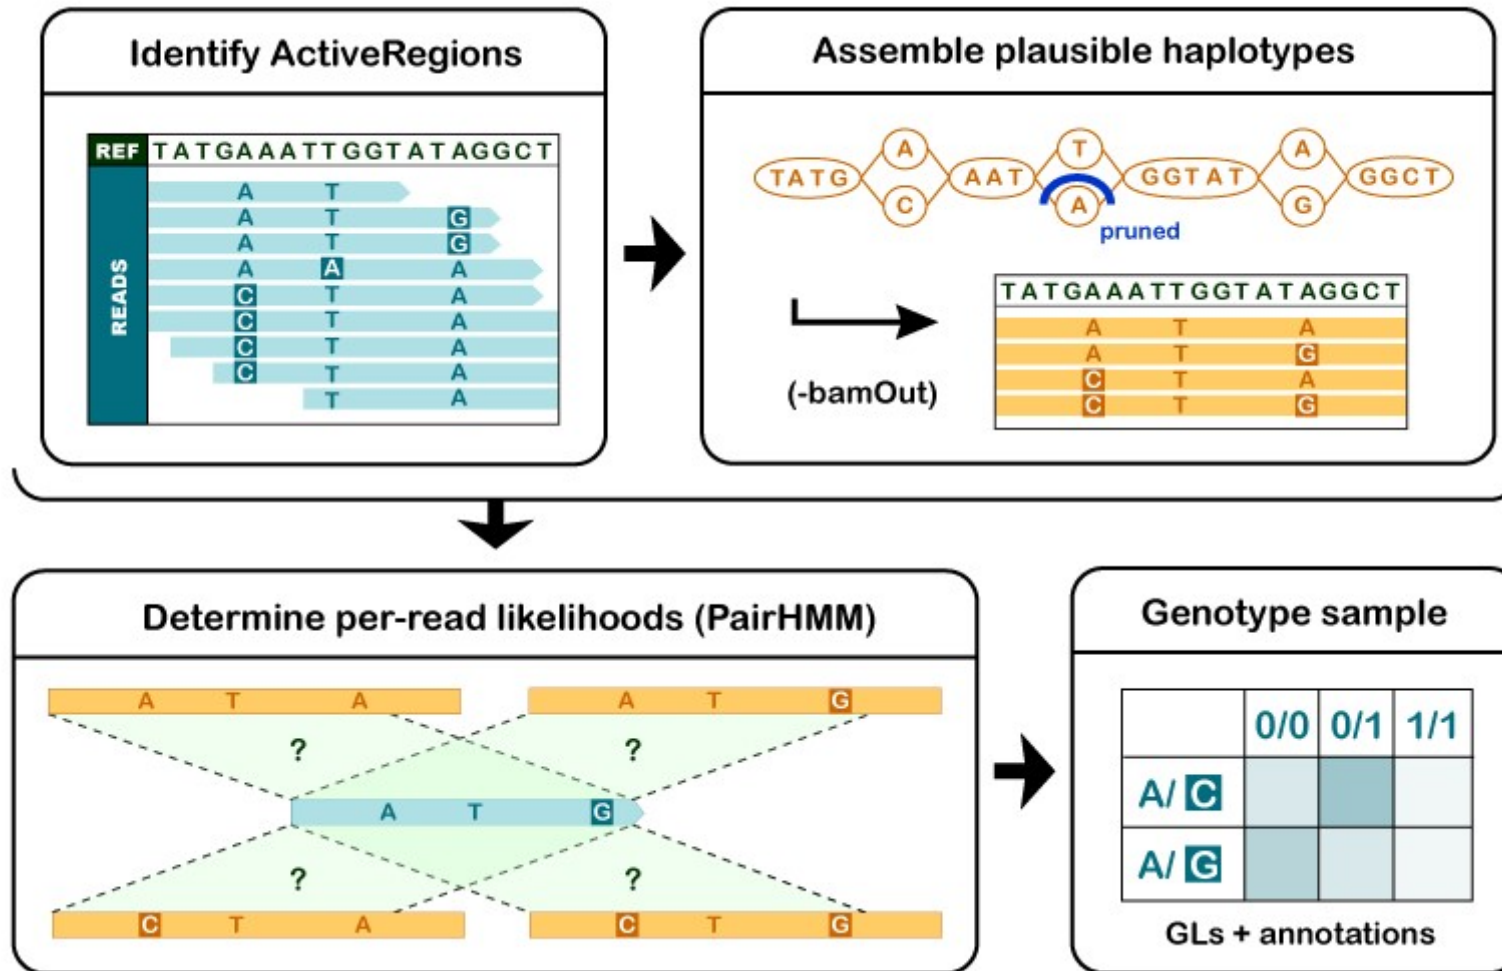 Identify ActiveRegions
REF TATGAAATTGGTATAGGCT
READS
A T
A T G
A T G
A A A
C T A
C T A
C T A
C T A
T A
Assemble plausible haplotypes
A T A
TATG AAT GGTAT GGCT
C A G
pruned
(-bamOut)
TATGAAATTGGTATAGGCT
A T A
A T G
C T A
C T G
Determine per-read likelihoods (PairHMM)
A T A A T G
? ?
A T G
? ?
C T A C T G
Genotype sample
0/0 0/1 1/1
A/ C
A/ G
GLs + annotations